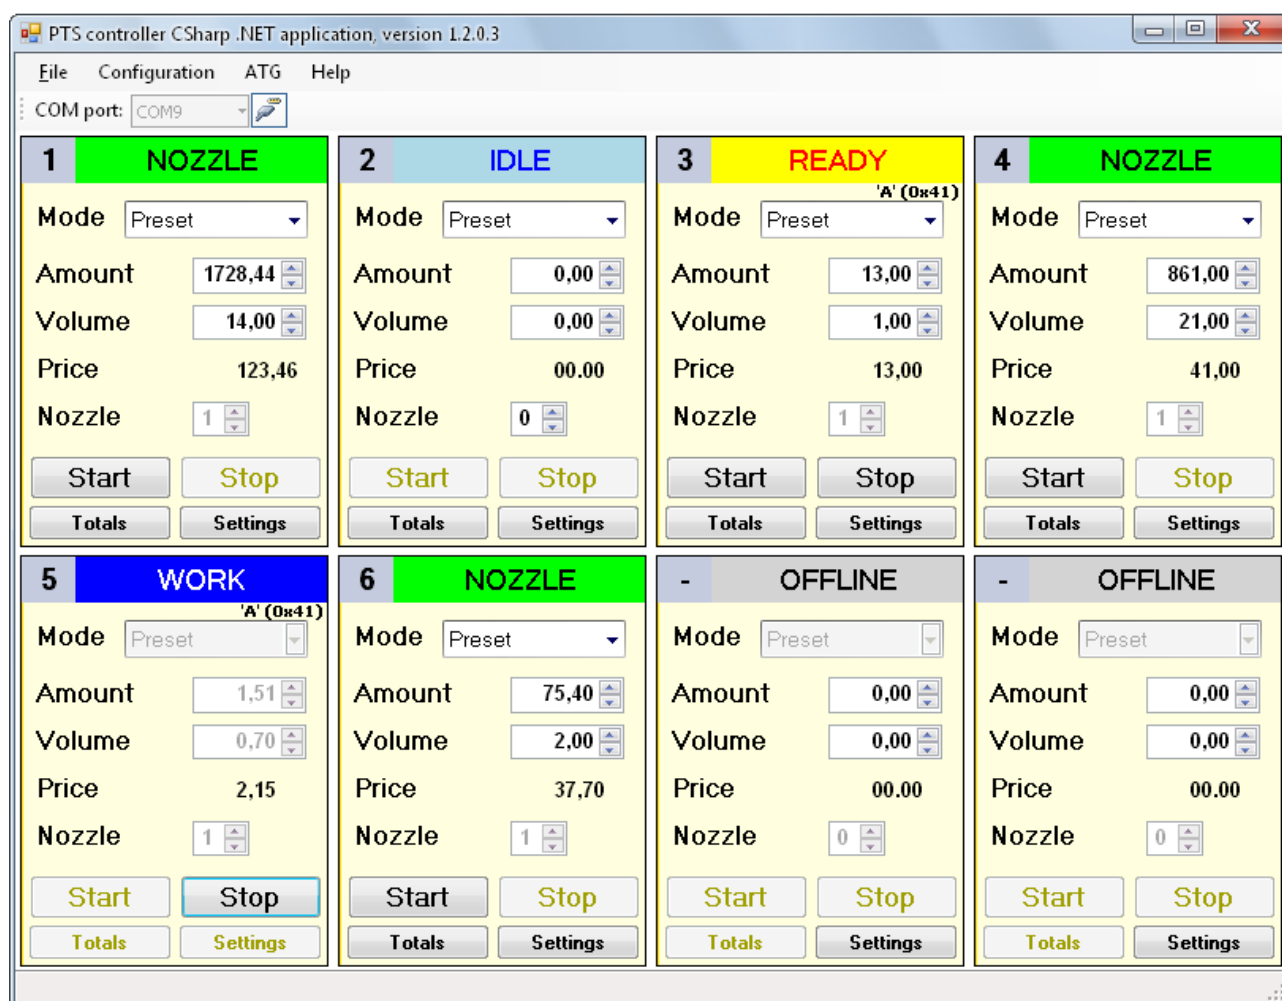 PTS controller CSharp .NET application, version 1.2.0.3
File Configuration ATG Help
COM port: COM9
1 NOZZLE
Mode Preset
Amount 1728,44
Volume 14,00
Price 123,46
Nozzle 1
Start Stop
Totals Settings
2 IDLE
Mode Preset
Amount 0,00
Volume 0,00
Price 00.00
Nozzle 0
Start Stop
Totals Settings
3 READY
'A' (0x41)
Mode Preset
Amount 13,00
Volume 1,00
Price 13,00
Nozzle 1
Start Stop
Totals Settings
4 NOZZLE
Mode Preset
Amount 861,00
Volume 21,00
Price 41,00
Nozzle 1
Start Stop
Totals Settings
5 WORK
'A' (0x41)
Mode Preset
Amount 1,51
Volume 0,70
Price 2,15
Nozzle 1
Start Stop
Totals Settings
6 NOZZLE
Mode Preset
Amount 75,40
Volume 2,00
Price 37,70
Nozzle 1
Start Stop
Totals Settings
- OFFLINE
Mode Preset
Amount 0,00
Volume 0,00
Price 00.00
Nozzle 0
Start Stop
Totals Settings
- OFFLINE
Mode Preset
Amount 0,00
Volume 0,00
Price 00.00
Nozzle 0
Start Stop
Totals Settings